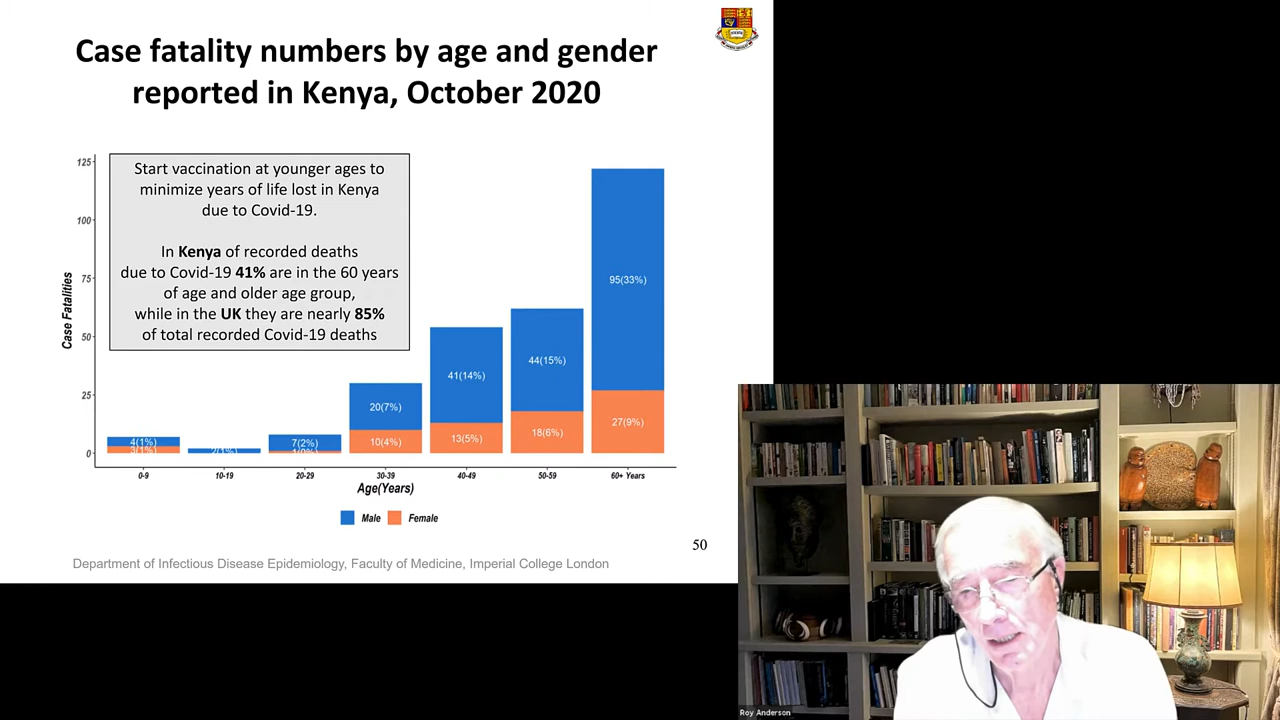 Case fatality numbers by age and gender
reported in Kenya, October 2020
Start vaccination at younger ages to
minimize years of life lost in Kenya
due to Covid-19.
In Kenya of recorded deaths
due to Covid-19 41% are in the 60 years
of age and older age group,
while in the UK they are nearly 85%
of total recorded Covid-19 deaths
Case Fatalities
125
100
75
50
25
0
4(1%)
3(1%)
2(1%)
7(2%)
1(0%)
20(7%)
10(4%)
41(14%)
13(5%)
44(15%)
18(6%)
95(33%)
27(9%)
0-9
10-19
20-29
30-39
40-49
50-59
60+ Years
Age(Years)
Male
Female
50
Department of Infectious Disease Epidemiology, Faculty of Medicine, Imperial College London
Roy Anderson